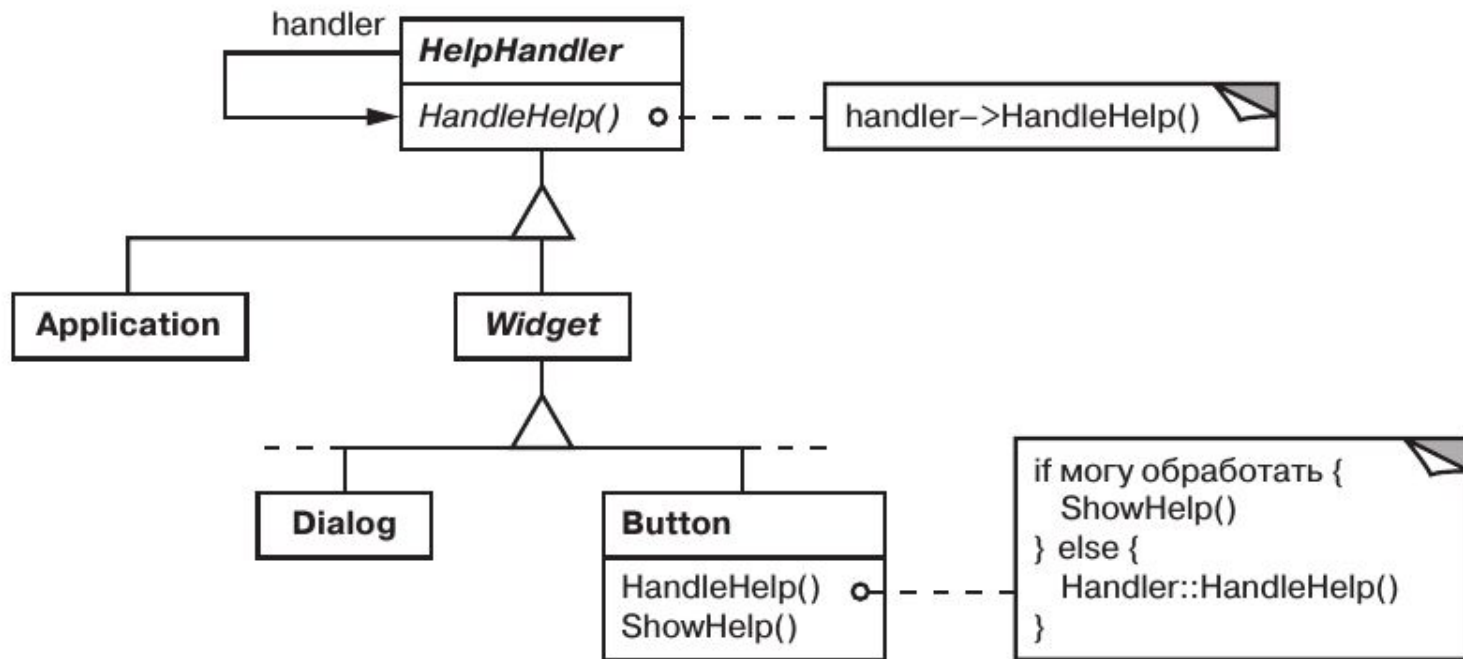 handler
HelpHandler
HandleHelp()
handler–>HandleHelp()
Application
Widget
Dialog
Button
HandleHelp()
ShowHelp()
if могу обработать {
ShowHelp()
} else {
Handler::HandleHelp()
}